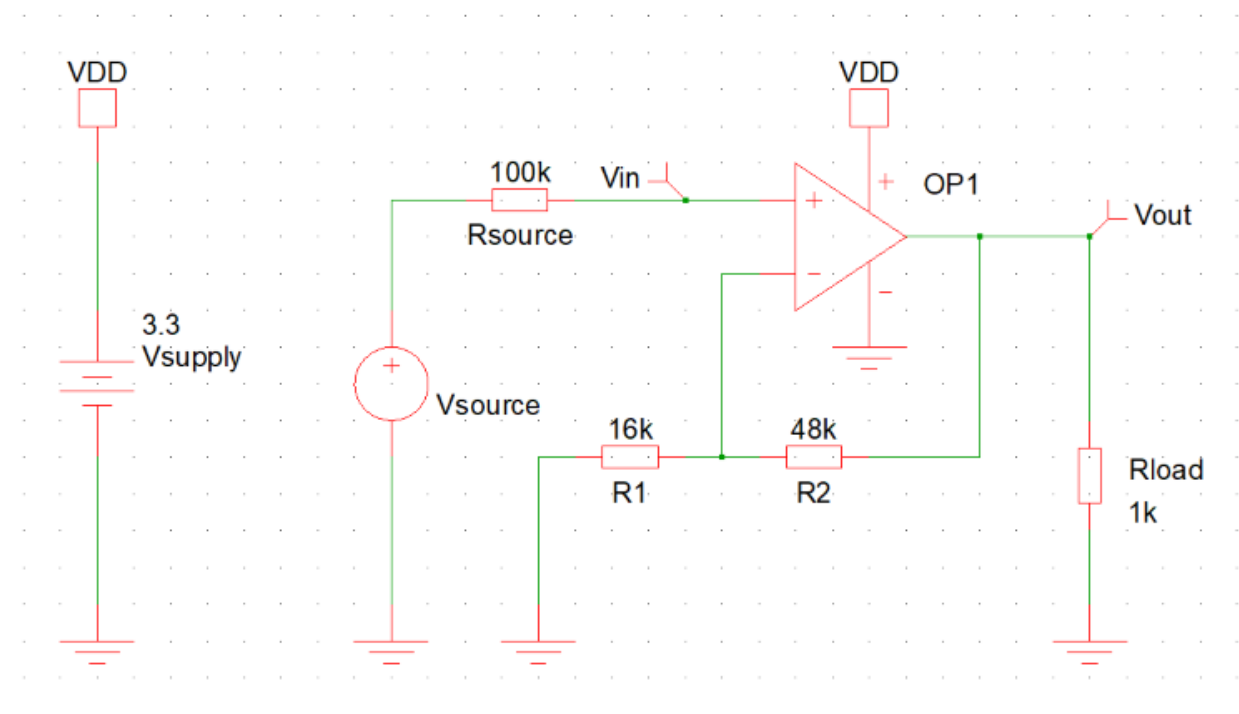 VDD
VDD
100k
Vin
+
OP1
+
Rsource
Vout
−
−
3.3
Vsupply
+
Vsource
16k
48k
R1
R2
Rload
1k